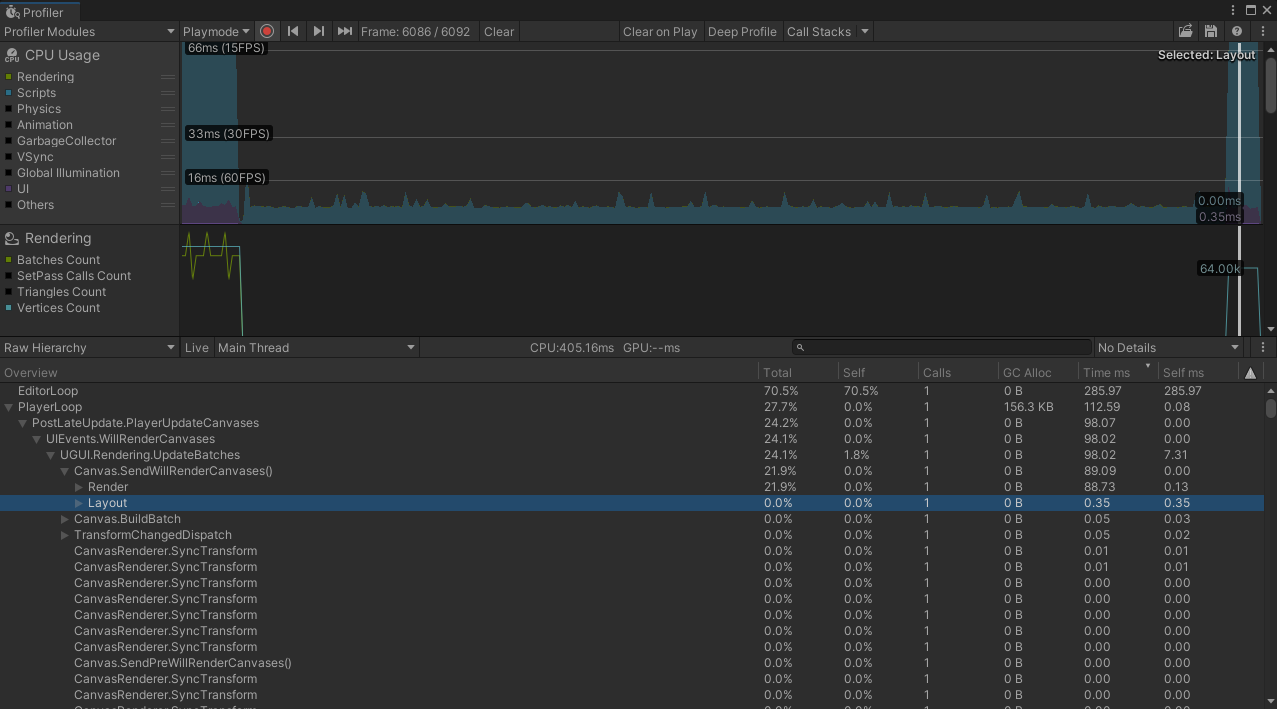 Profiler
Profiler Modules Playmode Frame: 6086 / 6092 Clear Clear on Play Deep Profile Call Stacks
CPU Usage
Rendering
Scripts
Physics
Animation
GarbageCollector
VSync
Global Illumination
UI
Others
66ms (15FPS)
Selected: Layout
33ms (30FPS)
16ms (60FPS)
0.00ms
0.35ms
Rendering
Batches Count
SetPass Calls Count
Triangles Count
Vertices Count
64.00k
Raw Hierarchy Live Main Thread CPU:405.16ms GPU:--ms No Details
Overview Total Self Calls GC Alloc Time ms Self ms
EditorLoop 70.5% 70.5% 1 0 B 285.97 285.97
PlayerLoop 27.7% 0.0% 1 156.3 KB 112.59 0.08
PostLateUpdate.PlayerUpdateCanvases 24.2% 0.0% 1 0 B 98.07 0.00
UIEvents.WillRenderCanvases 24.1% 0.0% 1 0 B 98.02 0.00
UGUI.Rendering.UpdateBatches 24.1% 1.8% 1 0 B 98.02 7.31
Canvas.SendWillRenderCanvases() 21.9% 0.0% 1 0 B 89.09 0.00
Render 21.9% 0.0% 1 0 B 88.73 0.13
Layout 0.0% 0.0% 1 0 B 0.35 0.35
Canvas.BuildBatch 0.0% 0.0% 1 0 B 0.05 0.03
TransformChangedDispatch 0.0% 0.0% 1 0 B 0.05 0.02
CanvasRenderer.SyncTransform 0.0% 0.0% 1 0 B 0.01 0.01
CanvasRenderer.SyncTransform 0.0% 0.0% 1 0 B 0.01 0.01
CanvasRenderer.SyncTransform 0.0% 0.0% 1 0 B 0.00 0.00
CanvasRenderer.SyncTransform 0.0% 0.0% 1 0 B 0.00 0.00
CanvasRenderer.SyncTransform 0.0% 0.0% 1 0 B 0.00 0.00
CanvasRenderer.SyncTransform 0.0% 0.0% 1 0 B 0.00 0.00
CanvasRenderer.SyncTransform 0.0% 0.0% 1 0 B 0.00 0.00
Canvas.SendPreWillRenderCanvases() 0.0% 0.0% 1 0 B 0.00 0.00
CanvasRenderer.SyncTransform 0.0% 0.0% 1 0 B 0.00 0.00
CanvasRenderer.SyncTransform 0.0% 0.0% 1 0 B 0.00 0.00